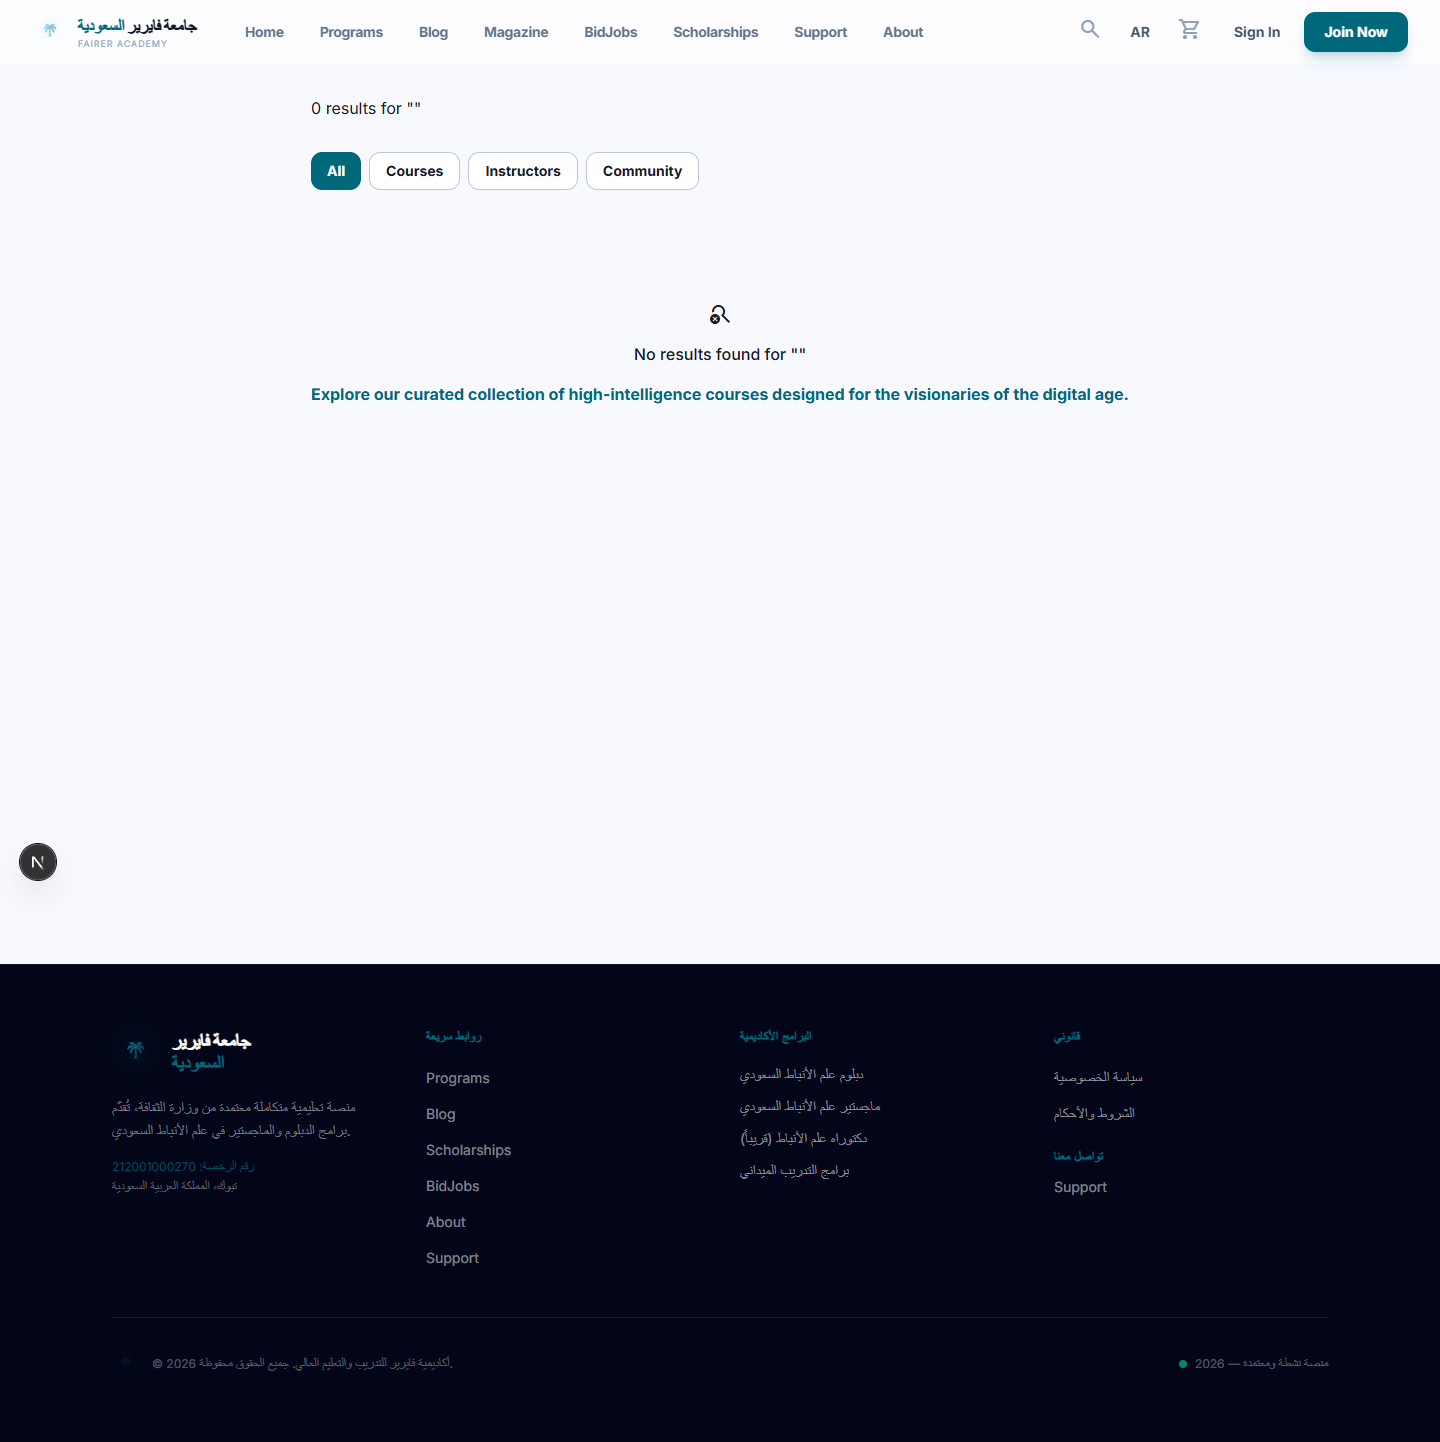 جامعة فايرير السعودية
FAIRER ACADEMY
Home
Programs
Blog
Magazine
BidJobs
Scholarships
Support
About
AR
Sign In
Join Now
0 results for ""
All
Courses
Instructors
Community
No results found for ""
Explore our curated collection of high-intelligence courses designed for the visionaries of the digital age.
N
جامعة فايرير
السعودية
منصة تعليمية متكاملة معتمدة من وزارة الثقافة، تُقدّم
برامج الدبلوم والماجستير في علم الأنباط السعودي.
رقم الرخصة: 212001000270
تبوك، المملكة العربية السعودية
روابط سريعة
Programs
Blog
Scholarships
BidJobs
About
Support
البرامج الأكاديمية
دبلوم علم الأنباط السعودي
ماجستير علم الأنباط السعودي
دكتوراه علم الأنباط (قريباً)
برامج التدريب الميداني
قانوني
سياسة الخصوصية
الشروط والأحكام
تواصل معنا
Support
© 2026 أكاديمية فايرير للتدريب والتعليم العالي. جميع الحقوق محفوظة.
منصة نشطة ومعتمدة — 2026